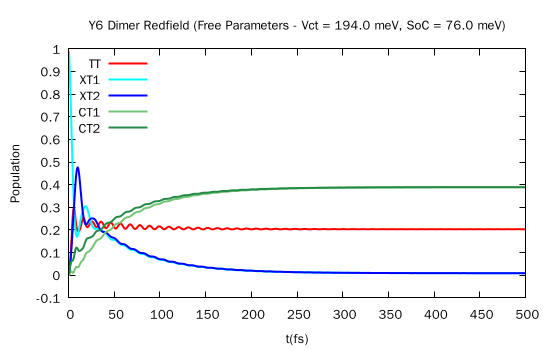 Y6 Dimer Redfield (Free Parameters - Vct = 194.0 meV, SoC = 76.0 meV)
1
0.9
0.8
0.7
0.6
0.5
0.4
0.3
0.2
0.1
0
-0.1
Population
TT
XT1
XT2
CT1
CT2
0 50 100 150 200 250 300 350 400 450 500
t(fs)